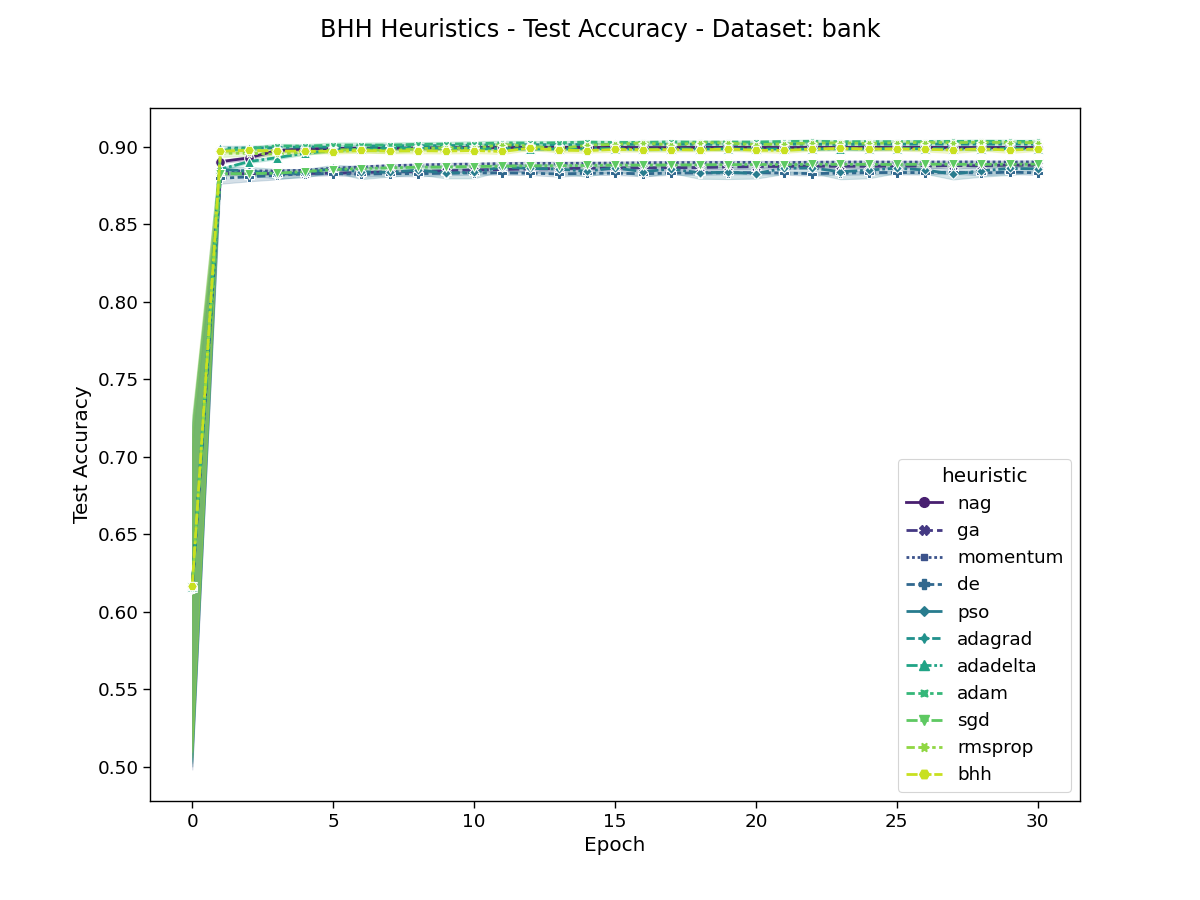 BHH Heuristics - Test Accuracy - Dataset: bank
Test Accuracy
0.90
0.85
0.80
0.75
0.70
0.65
0.60
0.55
0.50
heuristic
nag
ga
momentum
de
pso
adagrad
adadelta
adam
sgd
rmsprop
bhh
0 5 10 15 20 25 30
Epoch